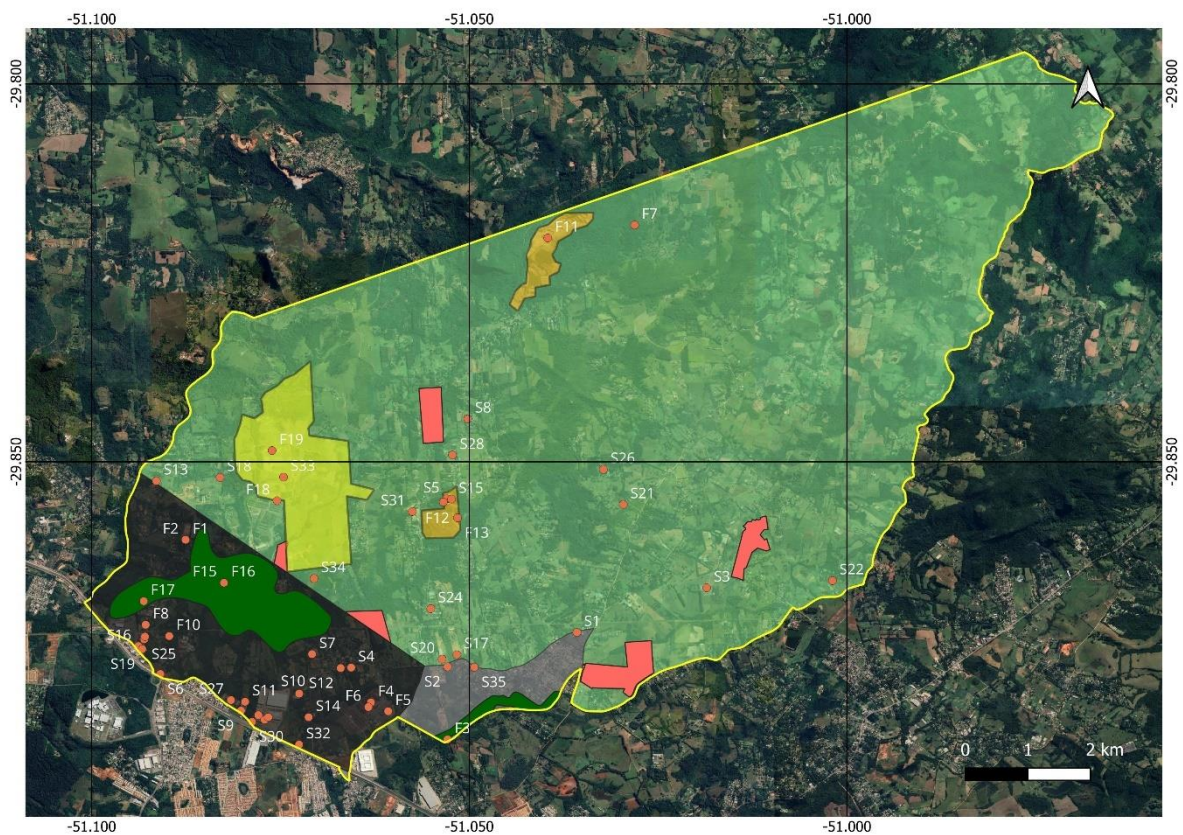 -51.100 -51.050 -51.000
-29.800 -29.800
F7
F11
S8
S28
F19
-29.850 -29.850
S13 S18 S33 S26
F18 S31 S5 S15 S21
F12 F13
F2 F1
F15 F16 S34 S3 S22
F17
S24
F8
S16 F10 S1
S19 S25 S7 S4 S20 S17
S2 S35
S6 S10 S12
S27 S11 F6 F4 F5
S9 S14
S30 S32 F3
0 1 2 km
-51.100 -51.050 -51.000